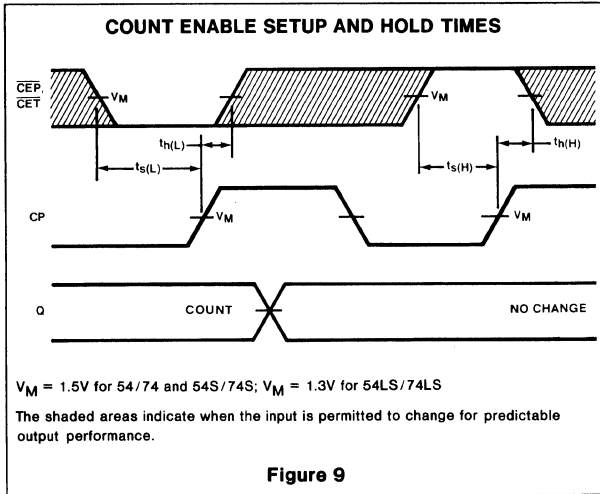 COUNT ENABLE SETUP AND HOLD TIMES
CEP,
CET
VM
VM
th(L)
th(H)
ts(L)
ts(H)
CP
VM
VM
Q
COUNT
NO CHANGE
VM = 1.5V for 54/74 and 54S/74S; VM = 1.3V for 54LS/74LS
The shaded areas indicate when the input is permitted to change for predictable
output performance.
Figure 9